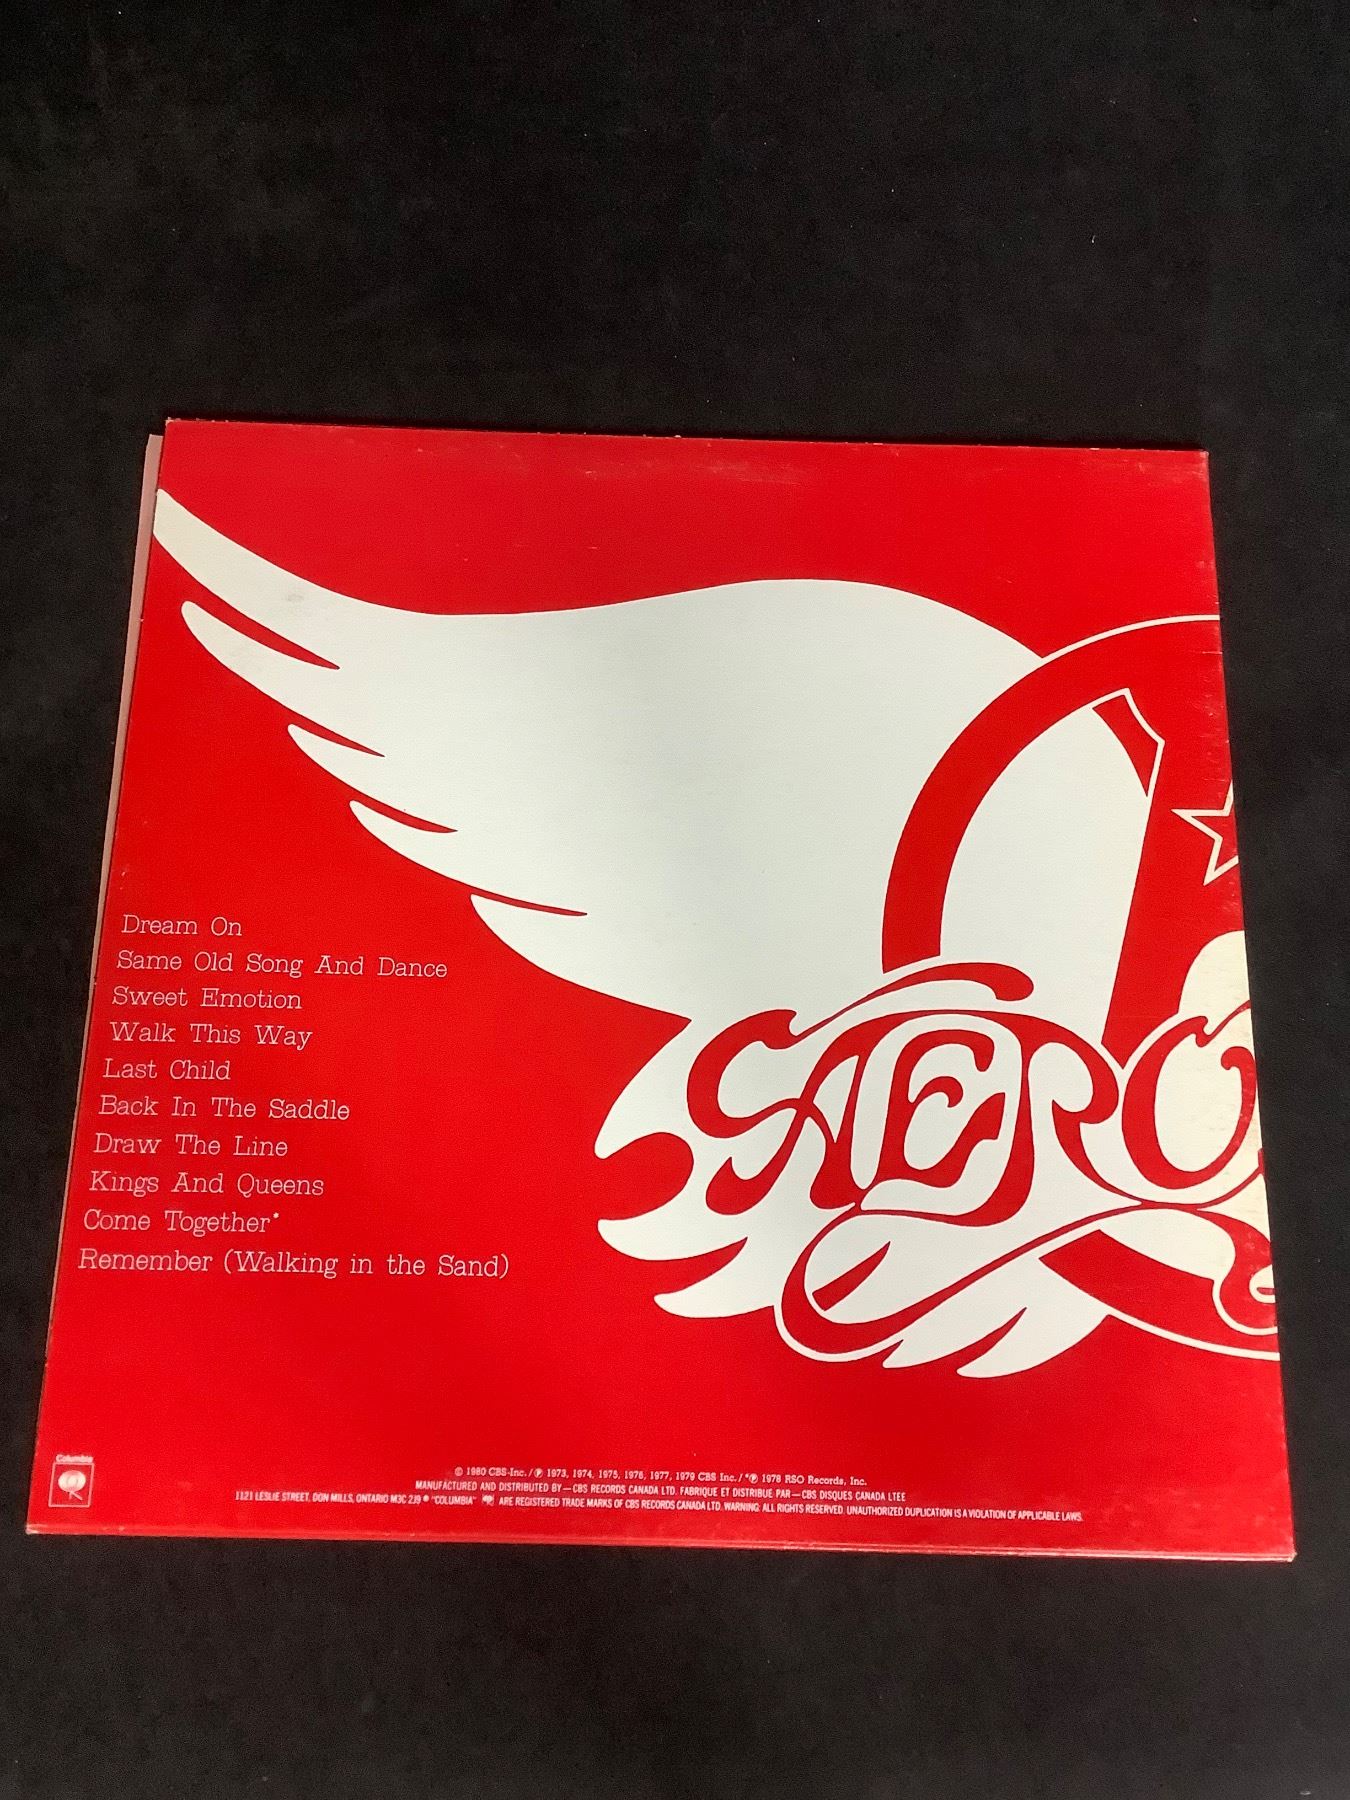 AERO
Dream On
Same Old Song And Dance
Sweet Emotion
Walk This Way
Last Child
Back In The Saddle
Draw The Line
Kings And Queens
Come Together*
Remember (Walking in the Sand)
Columbia
© 1980 CBS Inc./℗ 1973, 1974, 1975, 1976, 1977, 1979 CBS Inc./*℗ 1978 RSO Records, Inc.
MANUFACTURED AND DISTRIBUTED BY — CBS RECORDS CANADA LTD. FABRIQUE ET DISTRIBUE PAR — CBS DISQUES CANADA LTEE
1121 LESLIE STREET, DON MILLS, ONTARIO M3C 2J9 ● "COLUMBIA" ARE REGISTERED TRADE MARKS OF CBS RECORDS CANADA LTD. WARNING: ALL RIGHTS RESERVED. UNAUTHORIZED DUPLICATION IS A VIOLATION OF APPLICABLE LAWS.